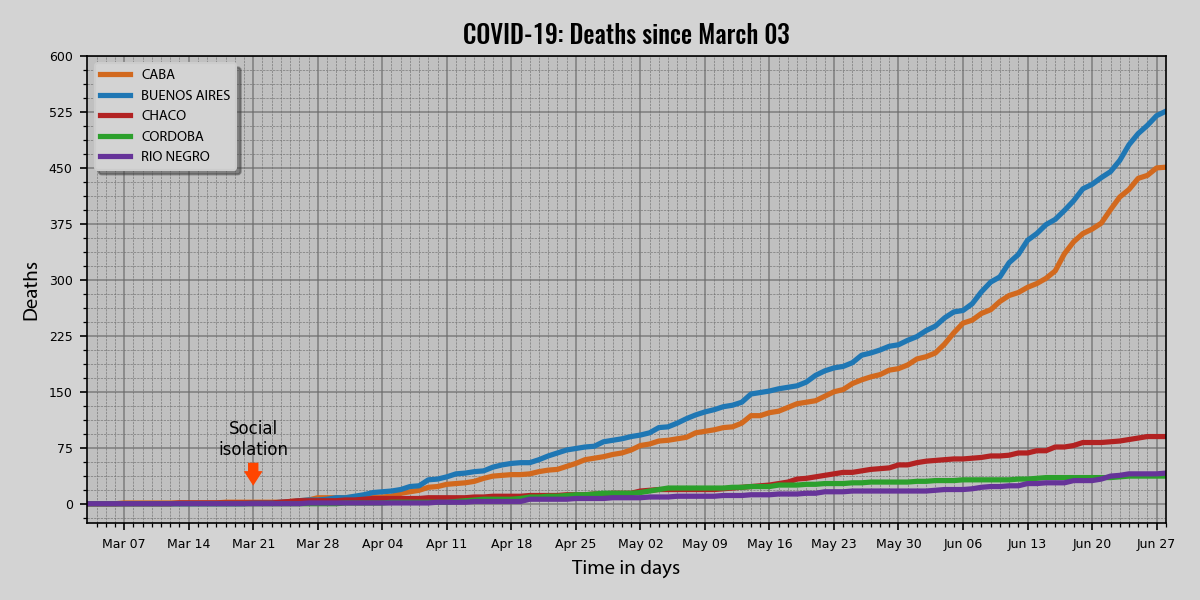 COVID-19: Deaths since March 03
600
525
450
375
300
225
150
75
0
Deaths
CABA
BUENOS AIRES
CHACO
CORDOBA
RIO NEGRO
Social
isolation
Mar 07 Mar 14 Mar 21 Mar 28 Apr 04 Apr 11 Apr 18 Apr 25 May 02 May 09 May 16 May 23 May 30 Jun 06 Jun 13 Jun 20 Jun 27
Time in days